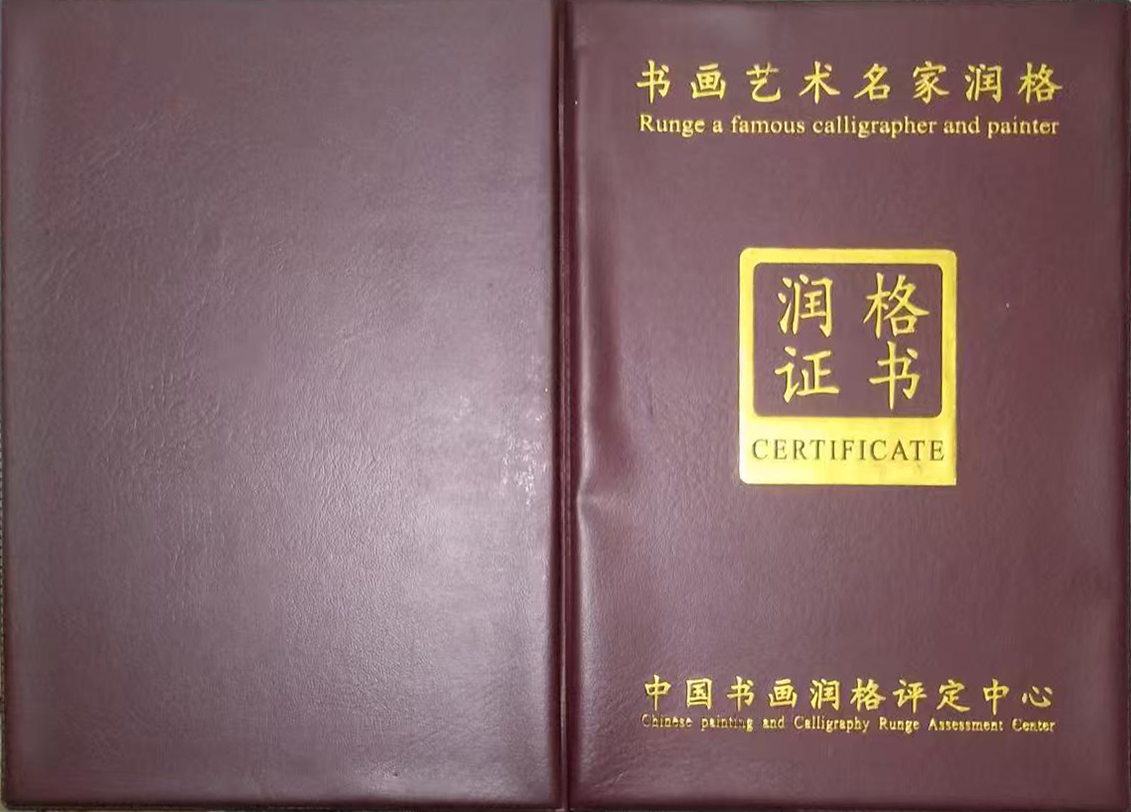 书画艺术名家润格
Runge a famous calligrapher and painter
润格
证书
CERTIFICATE
中国书画润格评定中心
Chinese painting and Calligraphy Runge Assessment Center